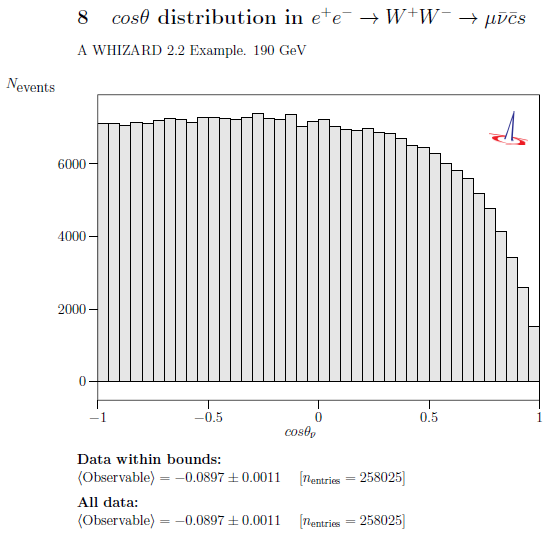 8 cosθ distribution in e⁺e⁻ → W⁺W⁻ → μν̄c̄s
A WHIZARD 2.2 Example. 190 GeV
N_events
6000
4000
2000
0
−1 −0.5 0 0.5 1
cosθ_p
Data within bounds:
⟨Observable⟩ = −0.0897 ± 0.0011 [n_entries = 258025]
All data:
⟨Observable⟩ = −0.0897 ± 0.0011 [n_entries = 258025]